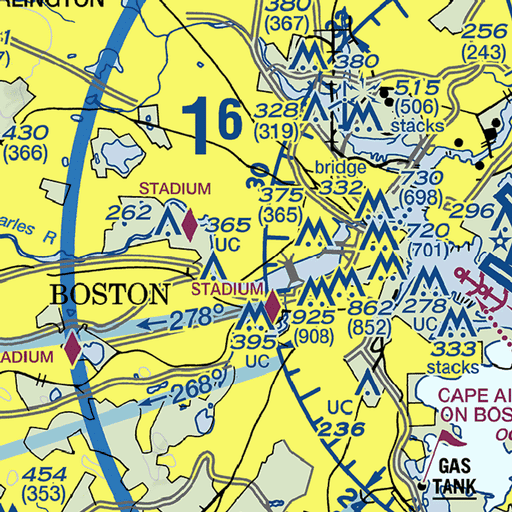 LINGTON
380
(367)
256
(243)
380
515
(506)
stacks
16
328
(319)
430
(366)
30
bridge
332
730
(698)
STADIUM
375
(365)
262
365
UC
296
arles R
720
(701)
BOSTON
STADIUM
278°
925
(908)
862
(852)
278
UC
395
UC
333
stacks
ADIUM
268°
CAPE AI
ON BOS
UC
236
454
(353)
GAS
TANK